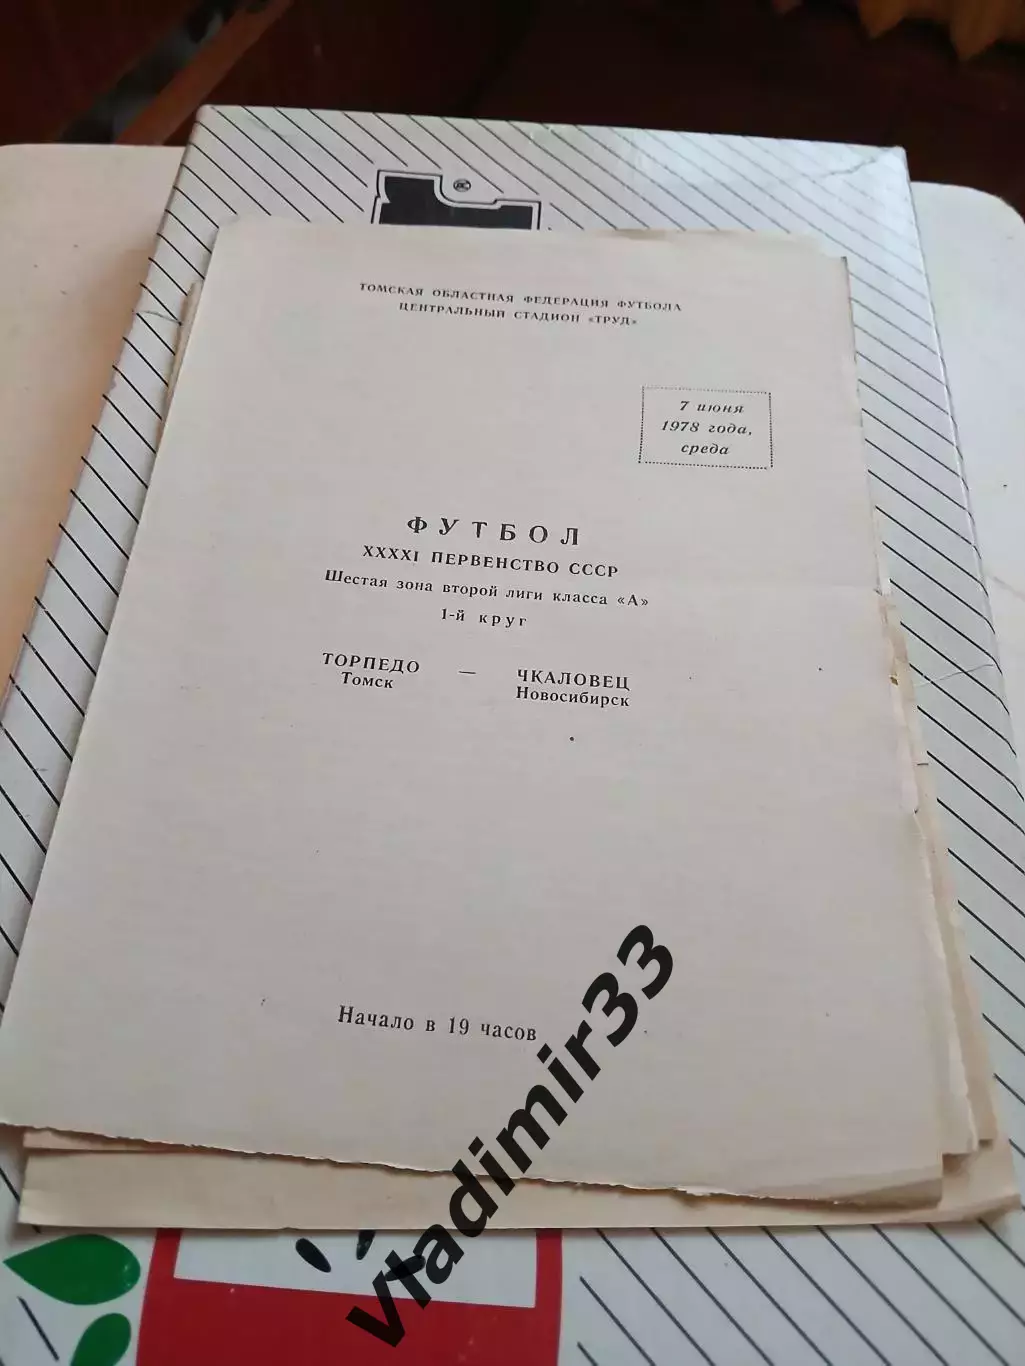 ТОМСКАЯ ОБЛАСТНАЯ ФЕДЕРАЦИЯ ФУТБОЛА
ЦЕНТРАЛЬНЫЙ СТАДИОН «ТРУД»
7 июня
1978 года,
среда
ФУТБОЛ
XXXXI ПЕРВЕНСТВО СССР
Шестая зона второй лиги класса «А»
1-й круг
ТОРПЕДО — ЧКАЛОВЕЦ
Томск Новосибирск
Начало в 19 часов
vladimir33